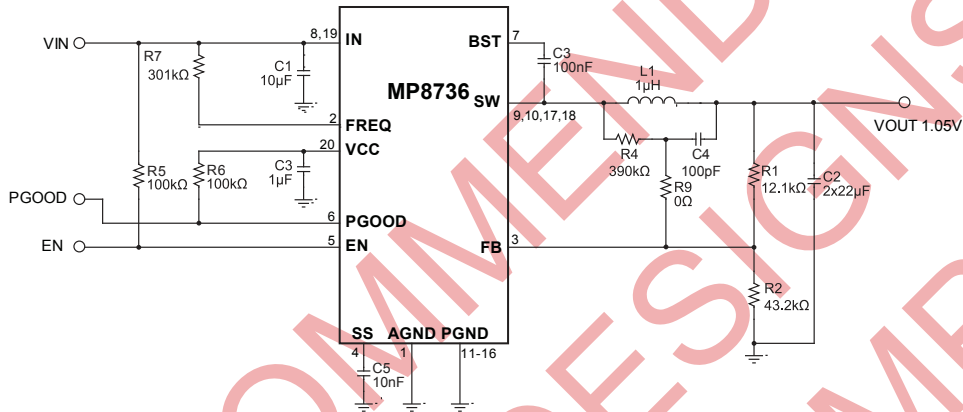 VIN
R7
301kΩ
C1
10µF
8,19
IN
MP8736
BST
7
C3
100nF
SW
9,10,17,18
L1
1µH
VOUT 1.05V
2
FREQ
20
VCC
R5
100kΩ
R6
100kΩ
C3
1µF
R4
390kΩ
C4
100pF
R9
0Ω
R1
12.1kΩ
C2
2x22µF
PGOOD
6
PGOOD
EN
5
EN
FB
3
R2
43.2kΩ
SS
AGND
PGND
4
1
11-16
C5
10nF
OMMEND
DESIGNS